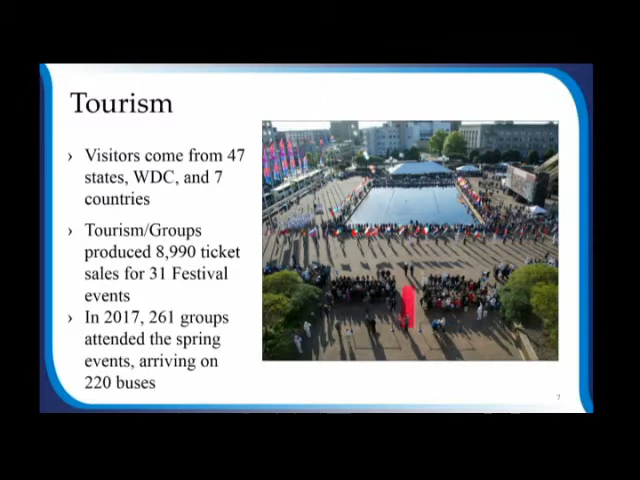 Tourism
› Visitors come from 47
states, WDC, and 7
countries
› Tourism/Groups
produced 8,990 ticket
sales for 31 Festival
events
› In 2017, 261 groups
attended the spring
events, arriving on
220 buses
7